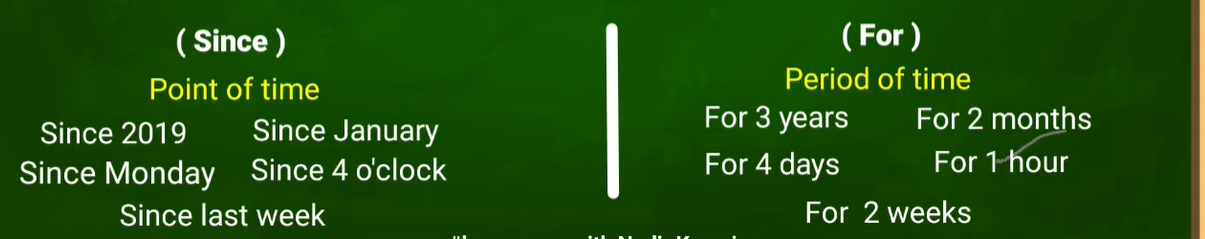 ( Since )
Point of time
Since 2019 Since January
Since Monday Since 4 o'clock
Since last week
( For )
Period of time
For 3 years For 2 months
For 4 days For 1 hour
For 2 weeks